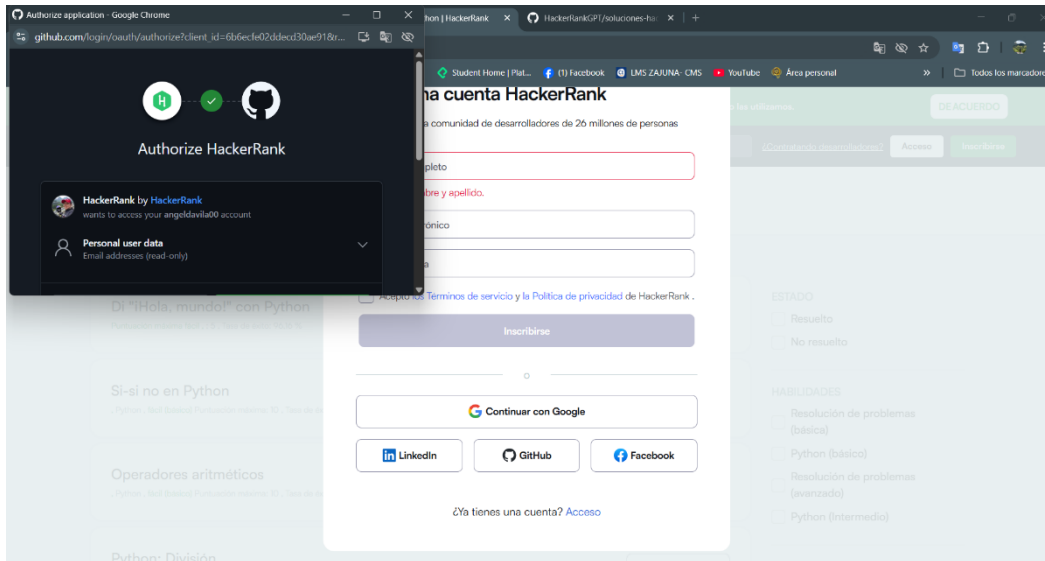 Authorize application - Google Chrome
github.com/login/oauth/authorize?client_id=6b6ecfe02ddecd30ae918&r...
Authorize HackerRank
HackerRank by HackerRank
wants to access your angeldavila00 account
Personal user data
Email addresses (read-only)
hon | HackerRank
HackerRankGPT/soluciones-ha
Student Home | Plat...
(1) Facebook
LMS ZAJUNA- CMS
YouTube
Área personal
»
Todos los marcadore
na cuenta HackerRank
a comunidad de desarrolladores de 26 millones de personas
pleto
bre y apellido.
ónico
a
Acepto los Términos de servicio y la Política de privacidad de HackerRank .
Inscribirse
o
Continuar con Google
LinkedIn
GitHub
Facebook
¿Ya tienes una cuenta? Acceso
las utilizamos.
DE ACUERDO
¿Contratando desarrolladores?
Acceso
Inscribirse
Di "¡Hola, mundo!" con Python
Si-si no en Python
Operadores aritméticos
Python: División
ESTADO
Resuelto
No resuelto
HABILIDADES
Resolución de problemas
(básica)
Python (básico)
Resolución de problemas
(avanzado)
Python (Intermedio)